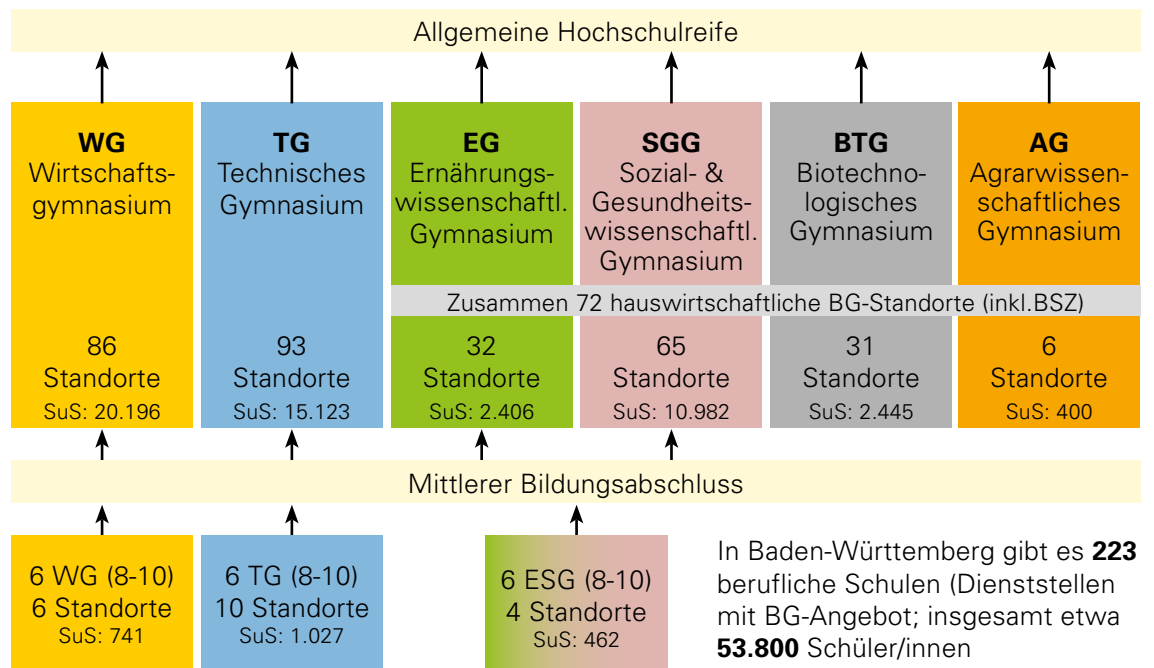 Allgemeine Hochschulreife
WG
Wirtschafts-
gymnasium
86
Standorte
SuS: 20.196
TG
Technisches
Gymnasium
93
Standorte
SuS: 15.123
EG
Ernährungs-
wissenschaftl.
Gymnasium
SGG
Sozial- &
Gesundheits-
wissenschaftl.
Gymnasium
BTG
Biotechno-
logisches
Gymnasium
AG
Agrarwissen-
schaftliches
Gymnasium
Zusammen 72 hauswirtschaftliche BG-Standorte (inkl.BSZ)
32
Standorte
SuS: 2.406
65
Standorte
SuS: 10.982
31
Standorte
SuS: 2.445
6
Standorte
SuS: 400
Mittlerer Bildungsabschluss
6 WG (8-10)
6 Standorte
SuS: 741
6 TG (8-10)
10 Standorte
SuS: 1.027
6 ESG (8-10)
4 Standorte
SuS: 462
In Baden-Württemberg gibt es 223
berufliche Schulen (Dienststellen
mit BG-Angebot; insgesamt etwa
53.800 Schüler/innen